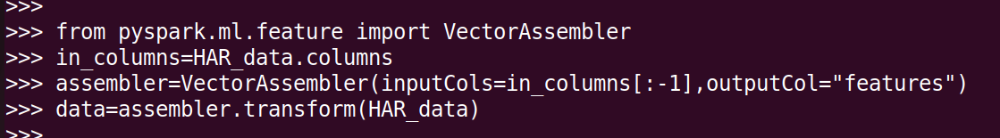 >>>
>>> from pyspark.ml.feature import VectorAssembler
>>> in_columns=HAR_data.columns
>>> assembler=VectorAssembler(inputCols=in_columns[:-1],outputCol="features")
>>> data=assembler.transform(HAR_data)
>>>